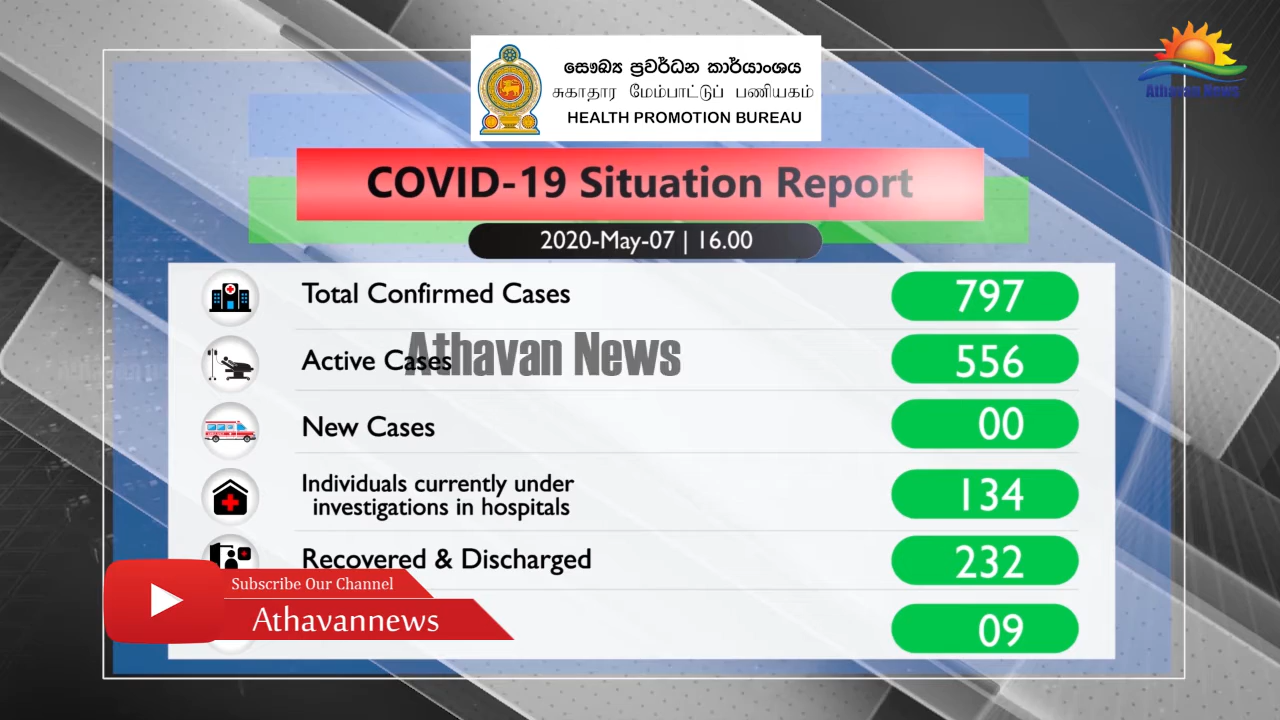 සෞඛ්‍ය ප්‍රවර්ධන කාර්යාංශය
சுகாதார மேம்பாட்டுப் பணியகம்
HEALTH PROMOTION BUREAU
Athavan News
COVID-19 Situation Report
2020-May-07 | 16.00
Total Confirmed Cases 797
Athavan News
Active Cases 556
New Cases 00
Individuals currently under
investigations in hospitals 134
Recovered & Discharged 232
09
Subscribe Our Channel
Athavannews